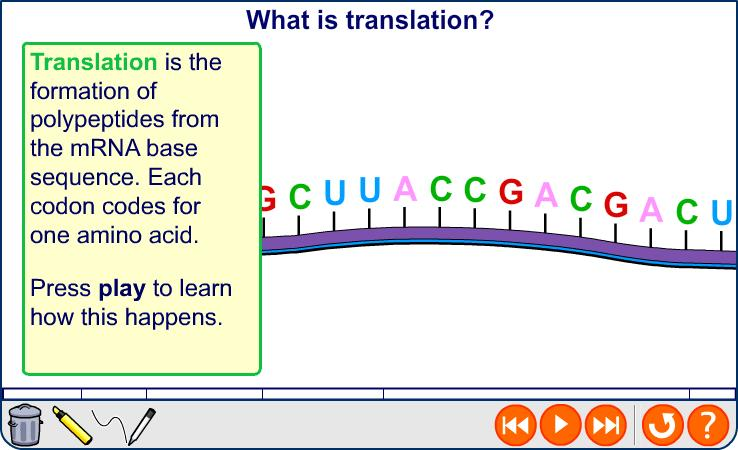 What is translation?
Translation is the
formation of
polypeptides from
the mRNA base
sequence. Each
codon codes for
one amino acid.
Press play to learn
how this happens.
G C U U A C C G A C G A C U
?